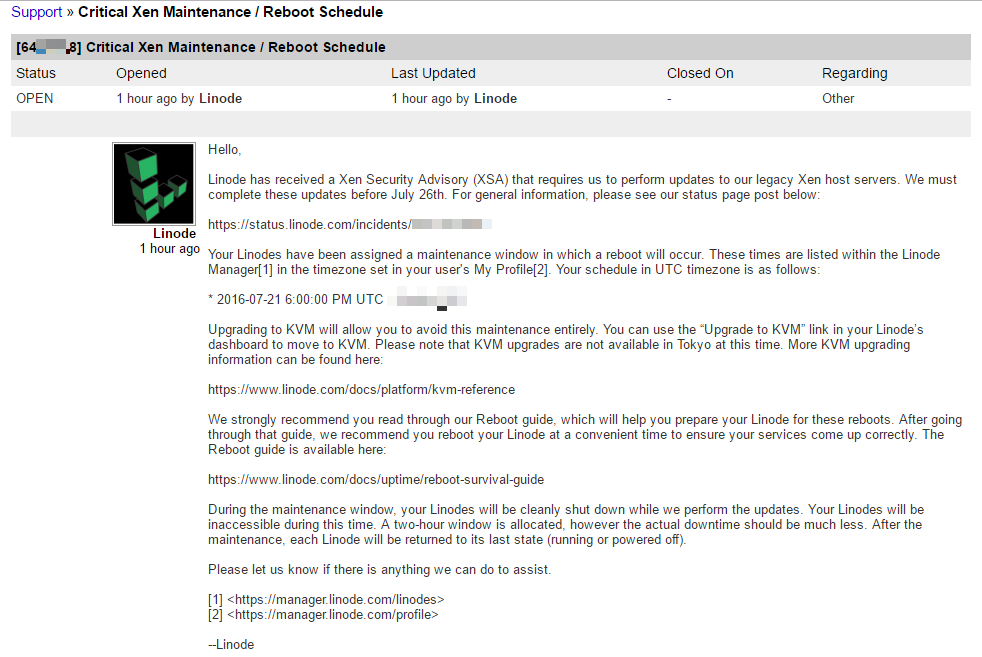 Support » Critical Xen Maintenance / Reboot Schedule
[64 8] Critical Xen Maintenance / Reboot Schedule
Status Opened Last Updated Closed On Regarding
OPEN 1 hour ago by Linode 1 hour ago by Linode - Other
Linode
1 hour ago
Hello,
Linode has received a Xen Security Advisory (XSA) that requires us to perform updates to our legacy Xen host servers. We must
complete these updates before July 26th. For general information, please see our status page post below:
https://status.linode.com/incidents/
Your Linodes have been assigned a maintenance window in which a reboot will occur. These times are listed within the Linode
Manager[1] in the timezone set in your user's My Profile[2]. Your schedule in UTC timezone is as follows:
* 2016-07-21 6:00:00 PM UTC
Upgrading to KVM will allow you to avoid this maintenance entirely. You can use the “Upgrade to KVM” link in your Linode’s
dashboard to move to KVM. Please note that KVM upgrades are not available in Tokyo at this time. More KVM upgrading
information can be found here:
https://www.linode.com/docs/platform/kvm-reference
We strongly recommend you read through our Reboot guide, which will help you prepare your Linode for these reboots. After going
through that guide, we recommend you reboot your Linode at a convenient time to ensure your services come up correctly. The
Reboot guide is available here:
https://www.linode.com/docs/uptime/reboot-survival-guide
During the maintenance window, your Linodes will be cleanly shut down while we perform the updates. Your Linodes will be
inaccessible during this time. A two-hour window is allocated, however the actual downtime should be much less. After the
maintenance, each Linode will be returned to its last state (running or powered off).
Please let us know if there is anything we can do to assist.
[1] <https://manager.linode.com/linodes>
[2] <https://manager.linode.com/profile>
--Linode